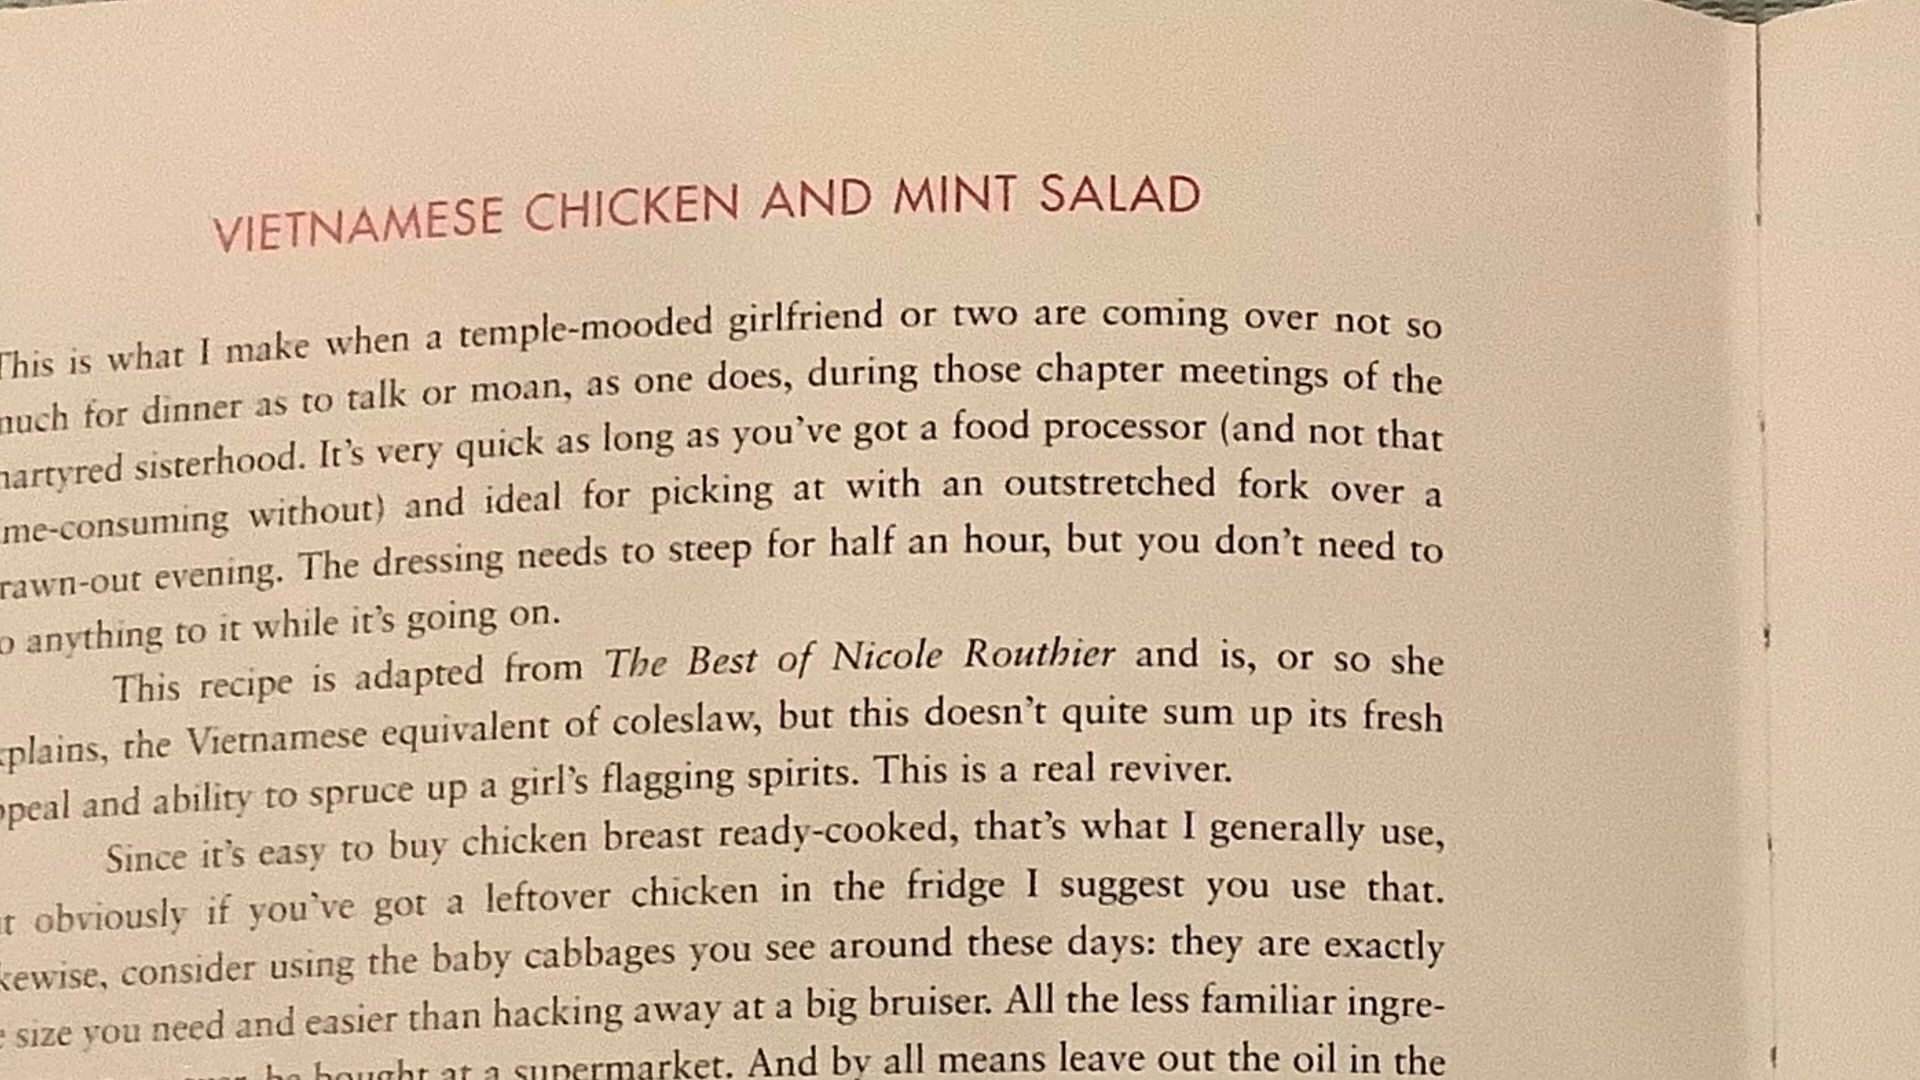 VIETNAMESE CHICKEN AND MINT SALAD
This is what I make when a temple-mooded girlfriend or two are coming over not so
much for dinner as to talk or moan, as one does, during those chapter meetings of the
martyred sisterhood. It's very quick as long as you've got a food processor (and not that
me-consuming without) and ideal for picking at with an outstretched fork over a
rawn-out evening. The dressing needs to steep for half an hour, but you don't need to
o anything to it while it's going on.
This recipe is adapted from The Best of Nicole Routhier and is, or so she
xplains, the Vietnamese equivalent of coleslaw, but this doesn't quite sum up its fresh
ppeal and ability to spruce up a girl's flagging spirits. This is a real reviver.
Since it's easy to buy chicken breast ready-cooked, that's what I generally use,
t obviously if you've got a leftover chicken in the fridge I suggest you use that.
kewise, consider using the baby cabbages you see around these days: they are exactly
e size you need and easier than hacking away at a big bruiser. All the less familiar ingre-
be bought at a supermarket. And by all means leave out the oil in the